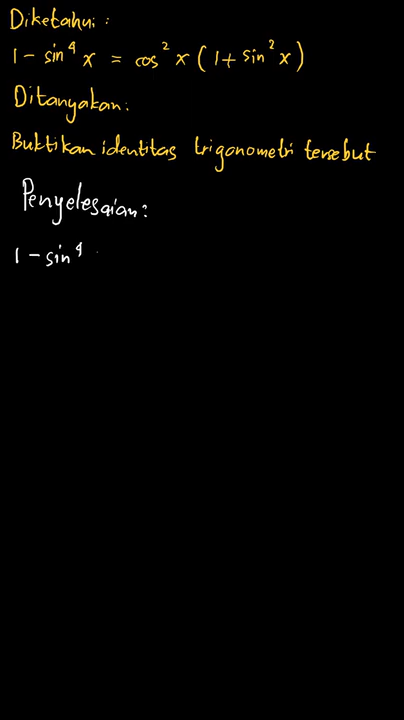 Diketahui :
1 - sin⁴ x = cos² x (1 + sin² x)
Ditanyakan :
Buktikan identitas trigonometri tersebut
Penyelesaian :
1 - sin⁴